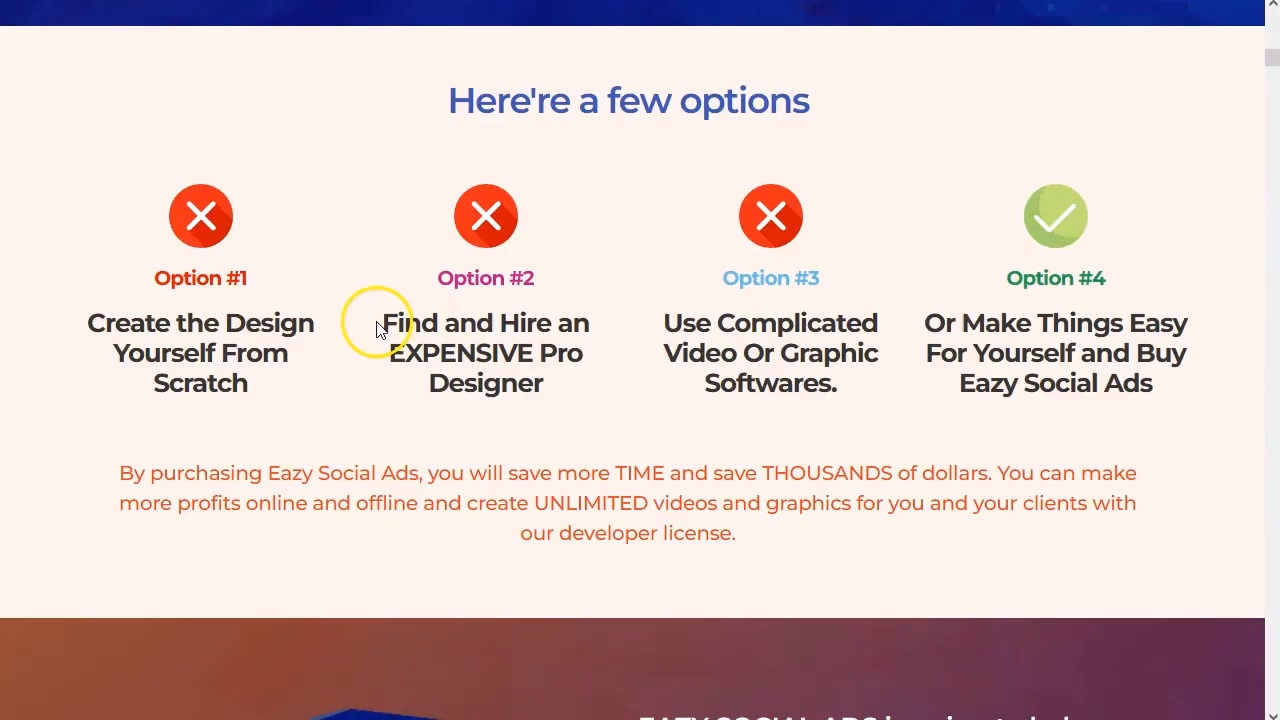 Here're a few options
Option #1
Create the Design
Yourself From
Scratch
Option #2
Find and Hire an
EXPENSIVE Pro
Designer
Option #3
Use Complicated
Video Or Graphic
Softwares.
Option #4
Or Make Things Easy
For Yourself and Buy
Eazy Social Ads
By purchasing Eazy Social Ads, you will save more TIME and save THOUSANDS of dollars. You can make
more profits online and offline and create UNLIMITED videos and graphics for you and your clients with
our developer license.
EAZY SOCIAL ADS is